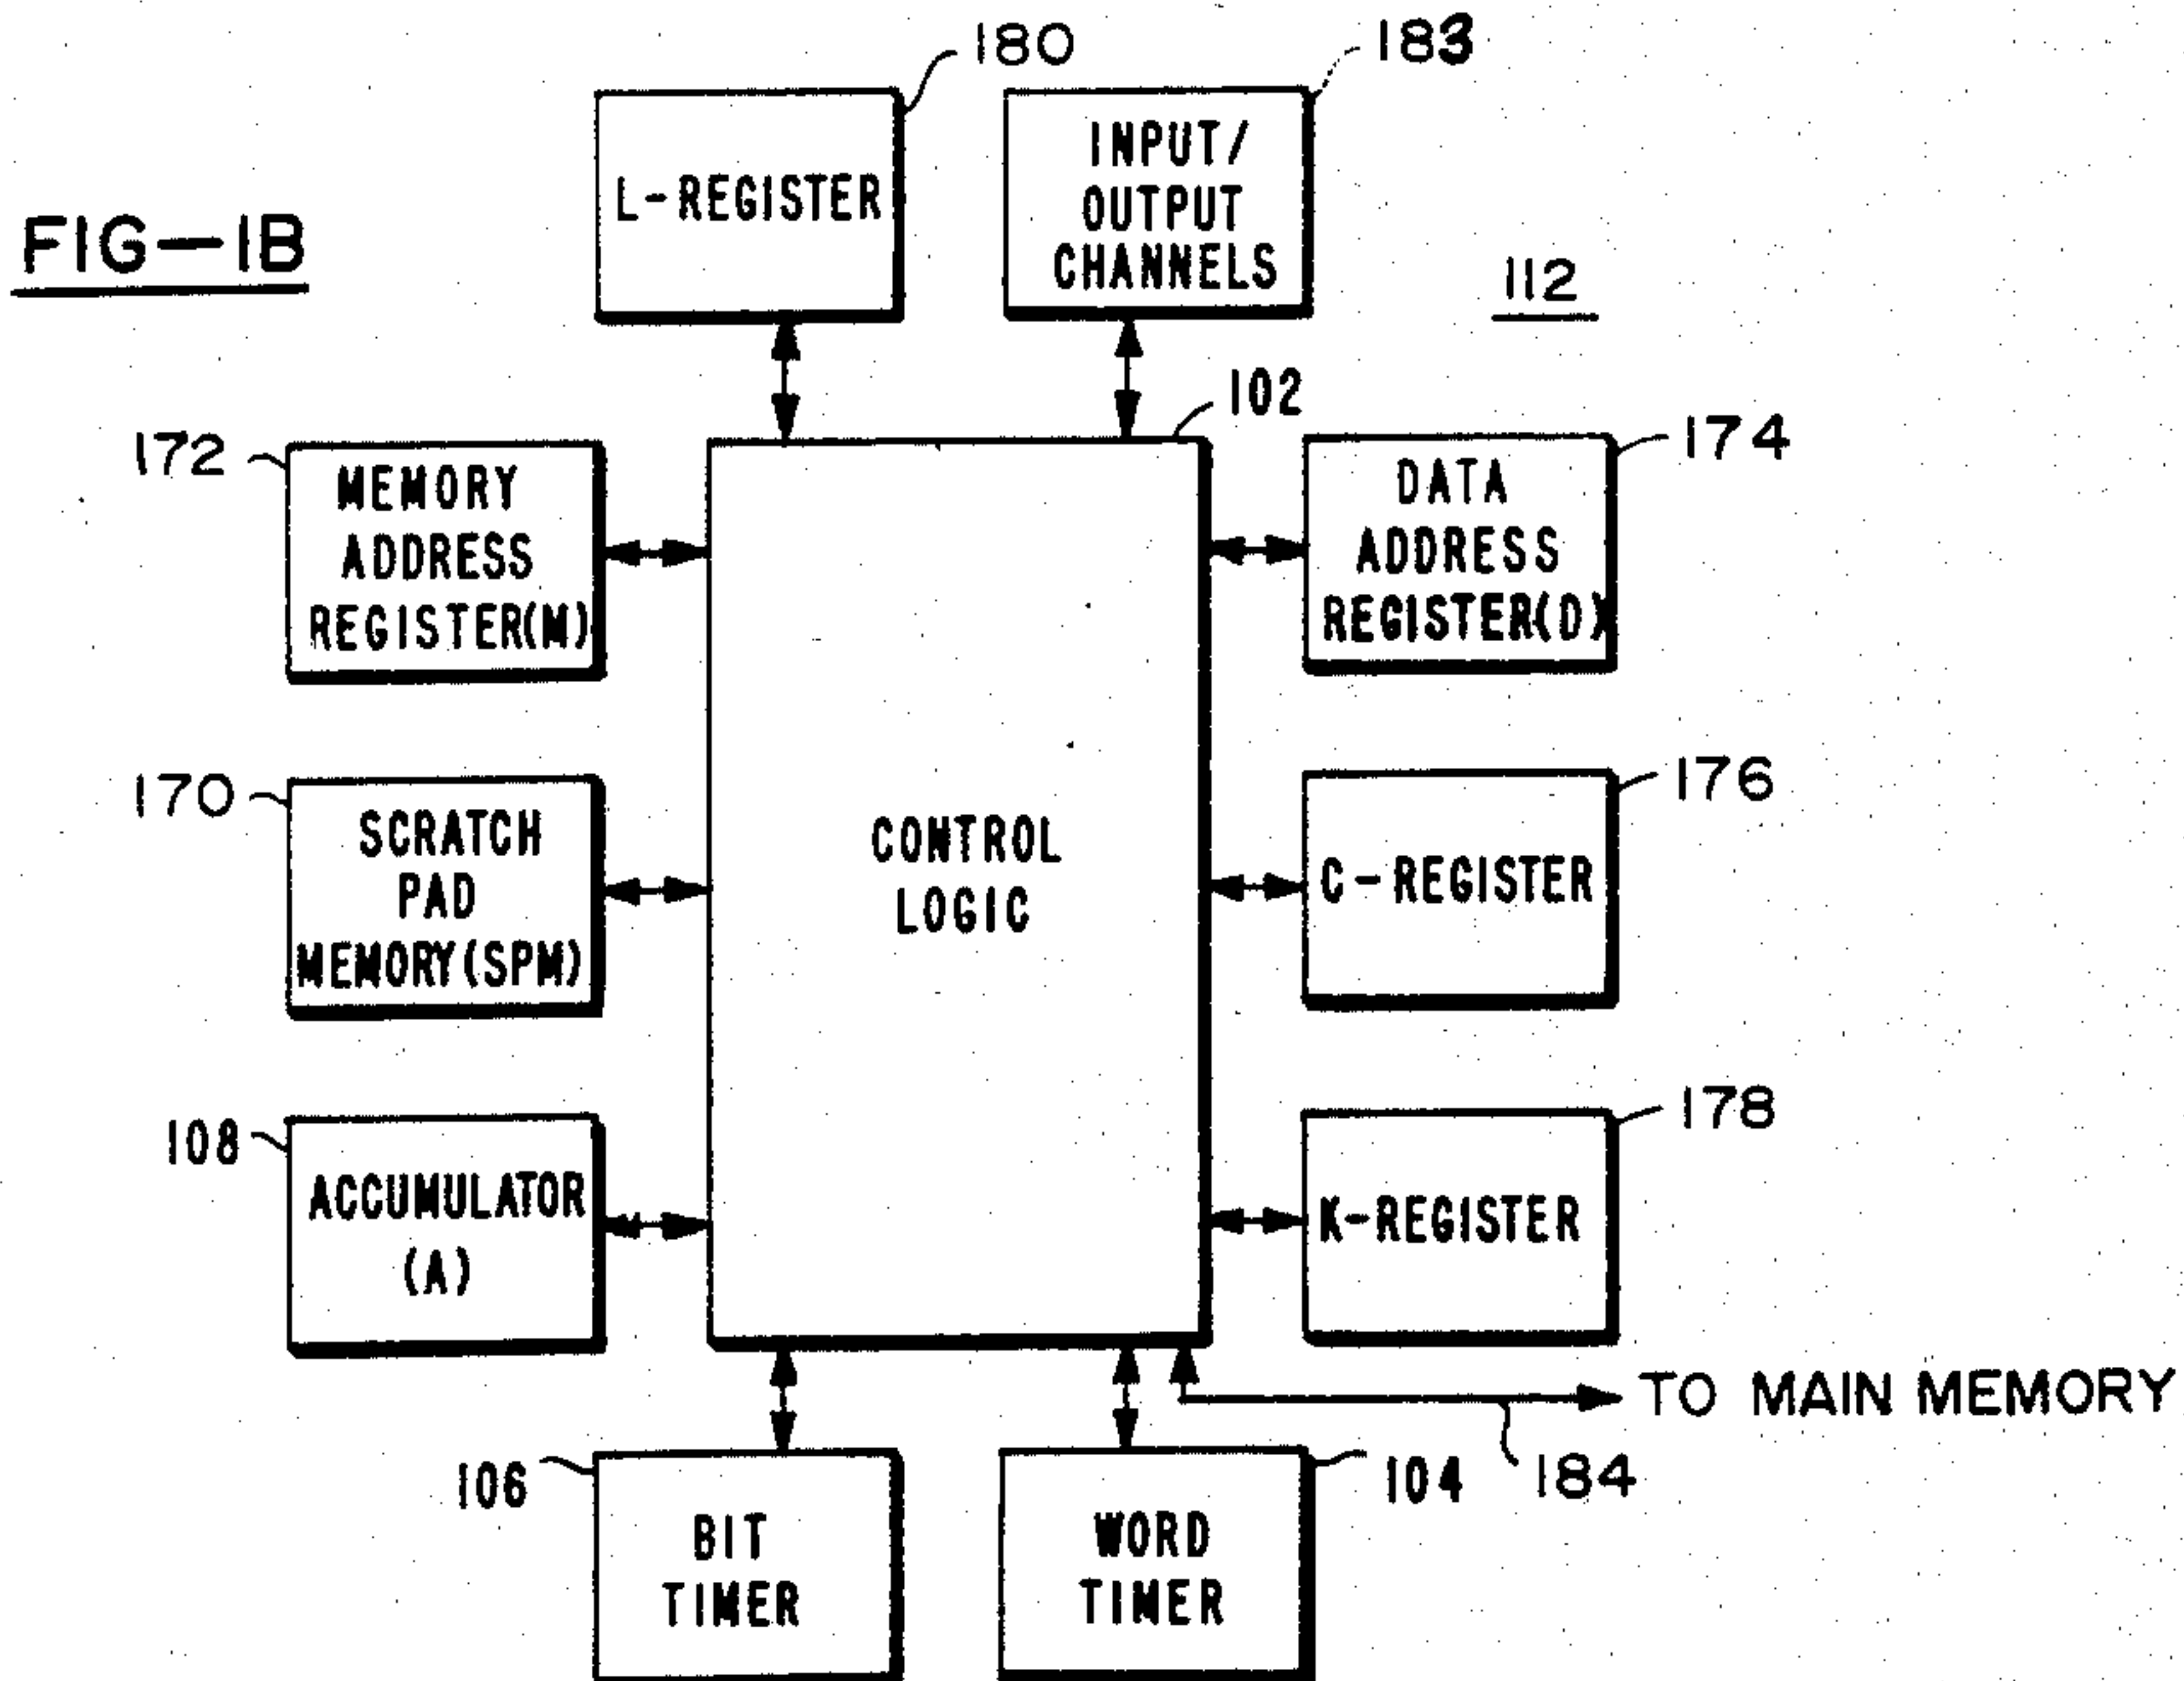 FIG-1B
180
183
L-REGISTER
INPUT/
OUTPUT
CHANNELS
112
102
172
MEMORY
ADDRESS
REGISTER(M)
174
DATA
ADDRESS
REGISTER(D)
170
SCRATCH
PAD
MEMORY(SPM)
CONTROL
LOGIC
176
C-REGISTER
108
ACCUMULATOR
(A)
178
K-REGISTER
TO MAIN MEMORY
184
106
BIT
TIMER
104
WORD
TIMER